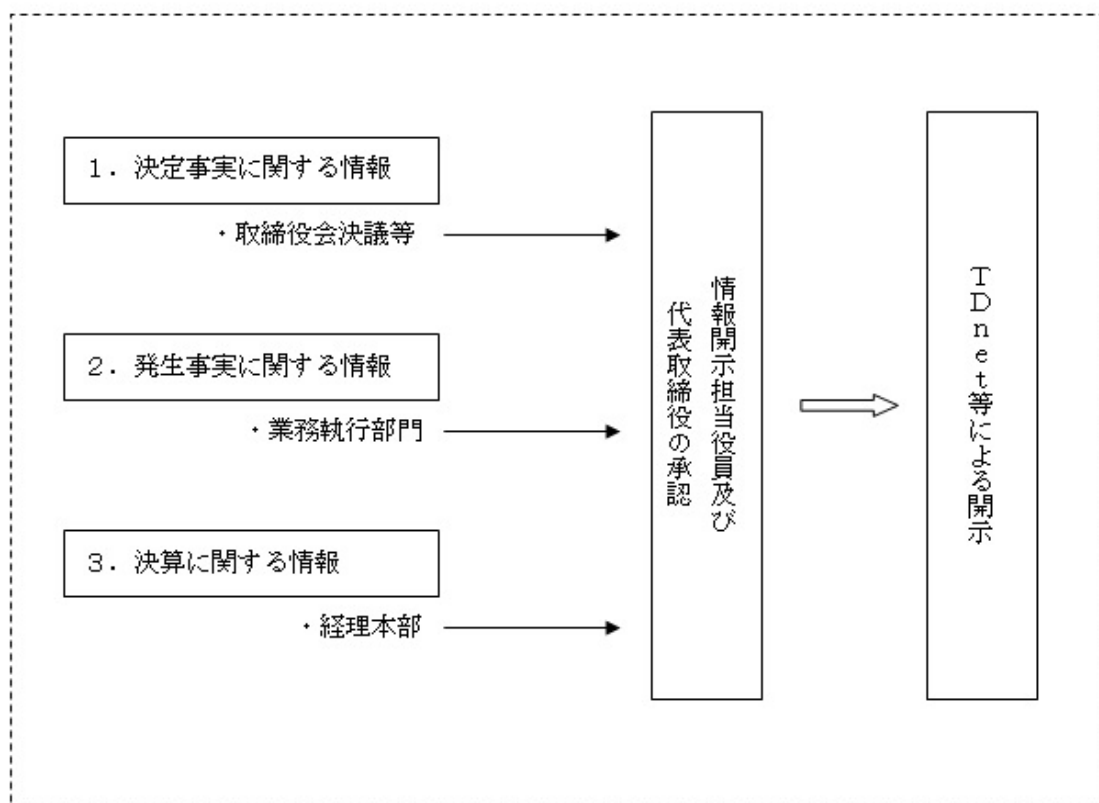 1. 決定事実に関する情報
・取締役会決議等
2. 発生事実に関する情報
・業務執行部門
3. 決算に関する情報
・経理本部
情報開示担当役員及び
代表取締役の承認
TDnet等による開示